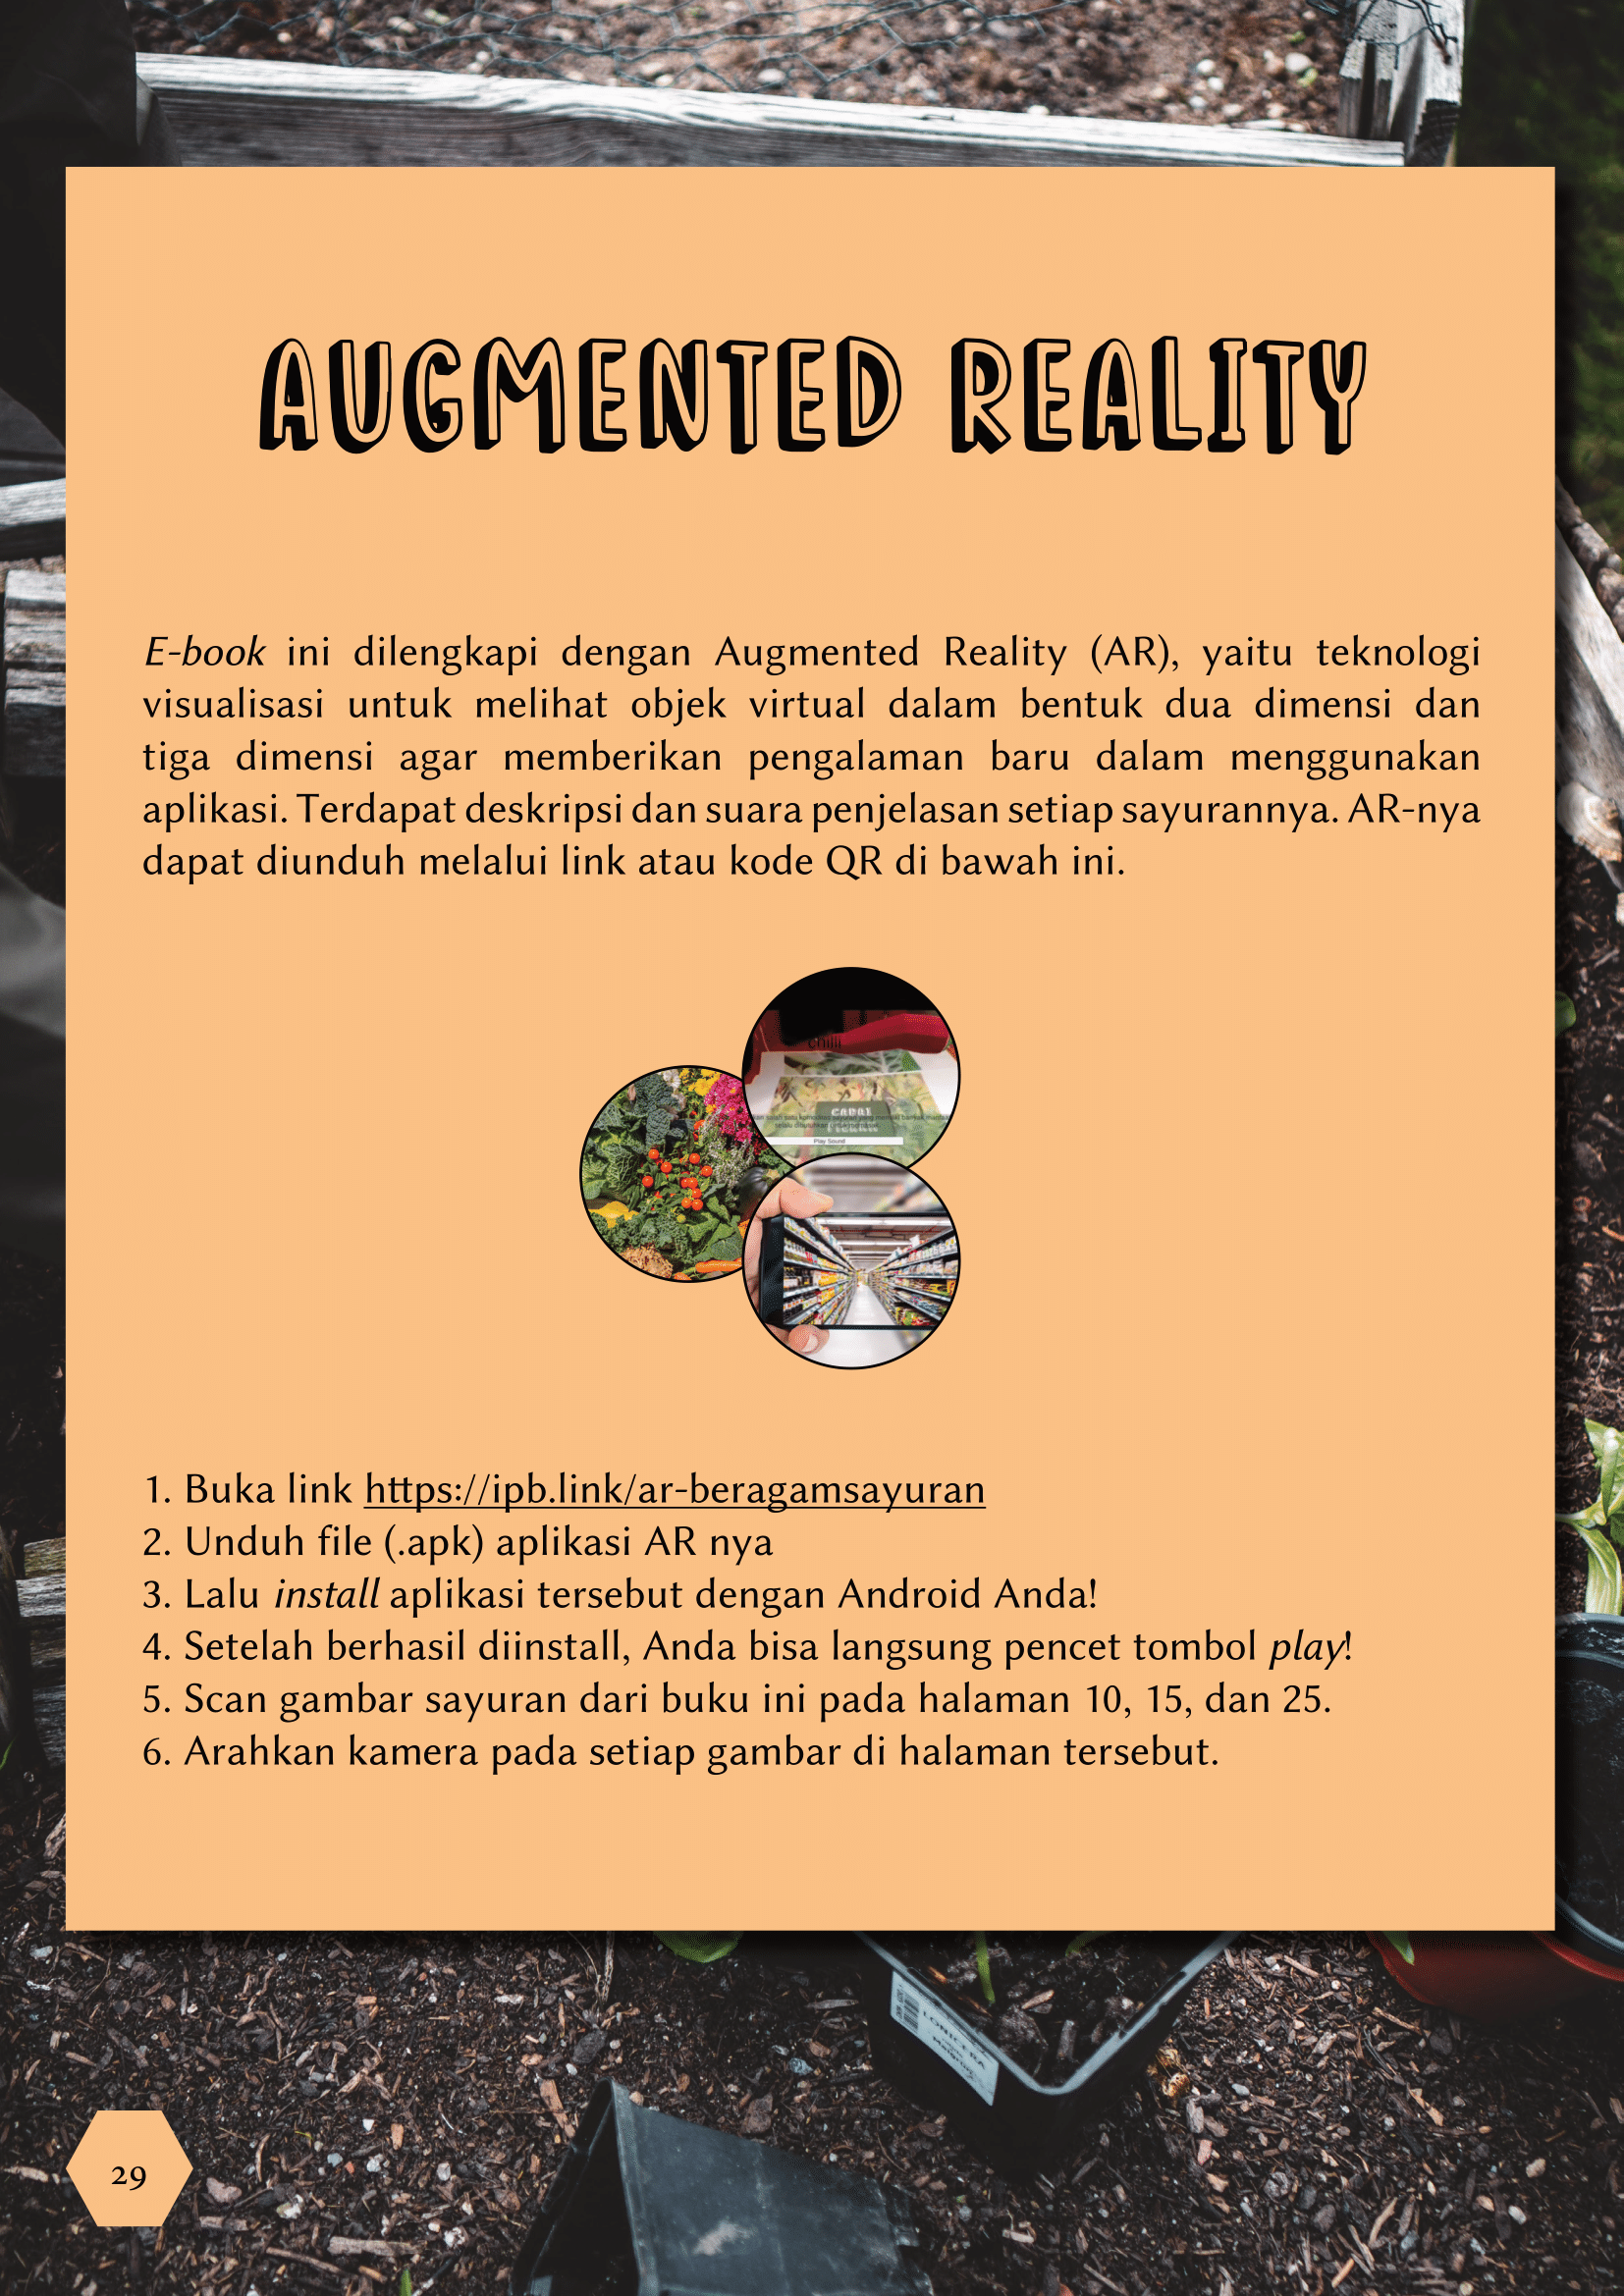 AUGMENTED REALITY
E-book ini dilengkapi dengan Augmented Reality (AR), yaitu teknologi
visualisasi untuk melihat objek virtual dalam bentuk dua dimensi dan
tiga dimensi agar memberikan pengalaman baru dalam menggunakan
aplikasi. Terdapat deskripsi dan suara penjelasan setiap sayurannya. AR-nya
dapat diunduh melalui link atau kode QR di bawah ini.
chilli
CABAI
selalu dibutuhkan
Play Sound
1. Buka link https://ipb.link/ar-beragamsayuran
2. Unduh file (.apk) aplikasi AR nya
3. Lalu install aplikasi tersebut dengan Android Anda!
4. Setelah berhasil diinstall, Anda bisa langsung pencet tombol play!
5. Scan gambar sayuran dari buku ini pada halaman 10, 15, dan 25.
6. Arahkan kamera pada setiap gambar di halaman tersebut.
LONICERA
29